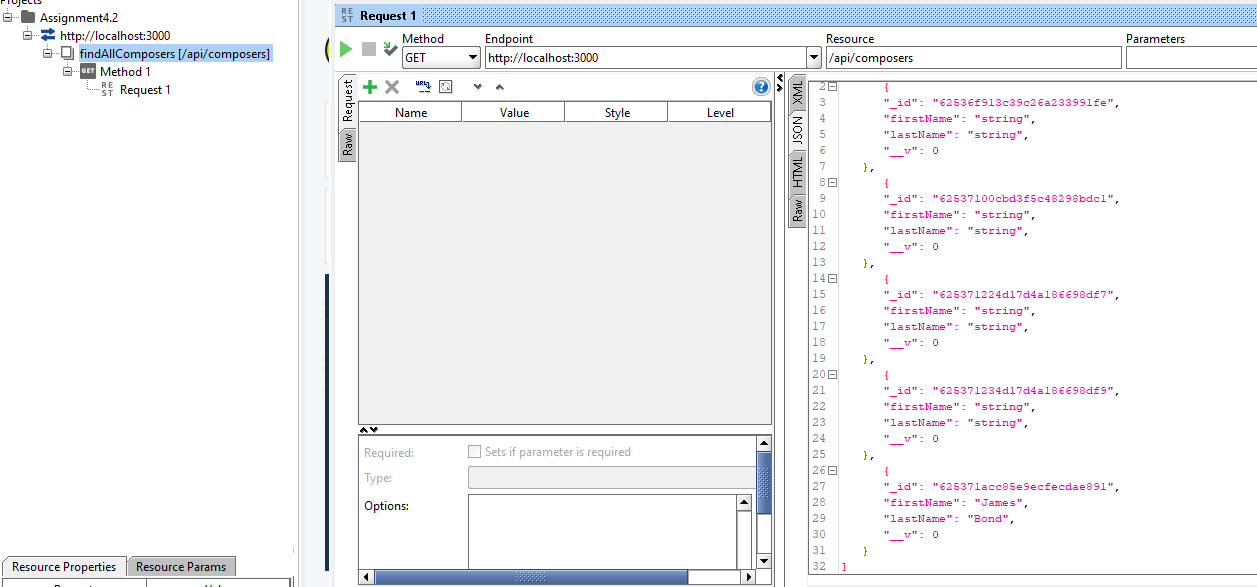 Projects
Assignment4.2
http://localhost:3000
findAllComposers [/api/composers]
GET Method 1
REST Request 1
Resource Properties
Resource Params
REST Request 1
Method
Endpoint
Resource
Parameters
GET
http://localhost:3000
/api/composers
Request
Raw
URL
?
Name Value Style Level
Required:
Sets if parameter is required
Type:
Options:
XML
JSON
HTML
Raw
2 {
3 "_id": "62536f913c39c26a233991fe",
4 "firstName": "string",
5 "lastName": "string",
6 "__v": 0
7 },
8 {
9 "_id": "62537100cbd3f5c48298bdc1",
10 "firstName": "string",
11 "lastName": "string",
12 "__v": 0
13 },
14 {
15 "_id": "625371224d17d4a186698df7",
16 "firstName": "string",
17 "lastName": "string",
18 "__v": 0
19 },
20 {
21 "_id": "625371234d17d4a186698df9",
22 "firstName": "string",
23 "lastName": "string",
24 "__v": 0
25 },
26 {
27 "_id": "625371acc85e9ecfecdae891",
28 "firstName": "James",
29 "lastName": "Bond",
30 "__v": 0
31 }
32 ]